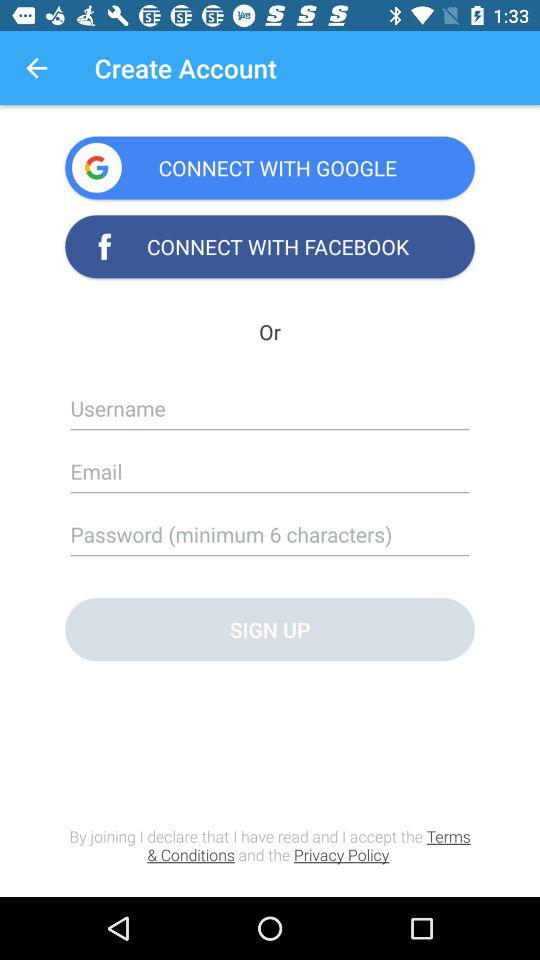 1:33
Create Account
CONNECT WITH GOOGLE
f CONNECT WITH FACEBOOK
Or
Username
Email
Password (minimum 6 characters)
SIGN UP
By joining I declare that I have read and I accept the Terms
& Conditions and the Privacy Policy.